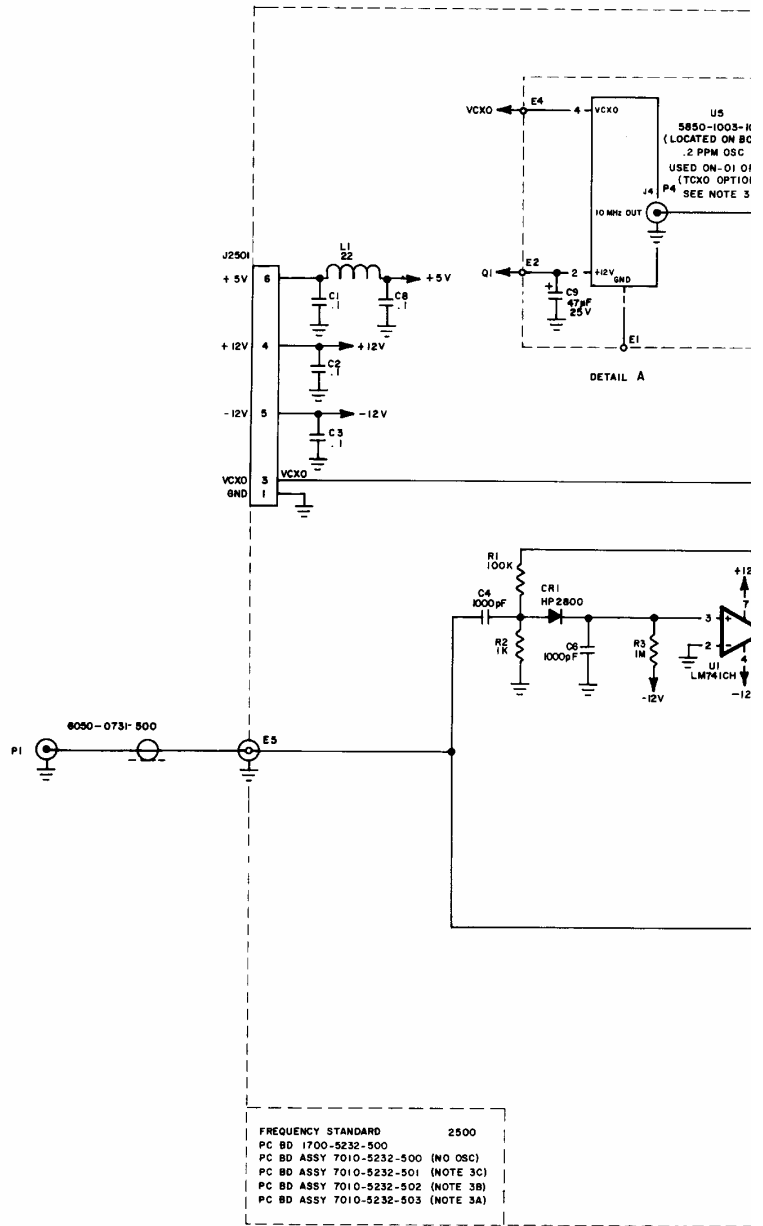 VCXO
E4
4
VCXO
U5
5850-1003-10
(LOCATED ON BO
.2 PPM OSC
USED ON-01 OP
(TCXO OPTION
SEE NOTE 3
J4
P4
10 MHz OUT
Q1
E2
2
+12V
GND
+
C9
47µF
25V
E1
DETAIL A
J2501
L1
22
+5V
6
+5V
C1
.1
C8
.1
+12V
4
+12V
C2
.1
-12V
5
-12V
C3
.1
VCXO
3
VCXO
GND
1
R1
100K
C4
1000pF
CR1
HP2800
R2
1K
C6
1000pF
R3
1M
-12V
+12
7
3
+
2
-
U1
LM741CH
4
-12
6050-0731-500
P1
E5
FREQUENCY STANDARD 2500
PC BD 1700-5232-500
PC BD ASSY 7010-5232-500 (NO OSC)
PC BD ASSY 7010-5232-501 (NOTE 3C)
PC BD ASSY 7010-5232-502 (NOTE 3B)
PC BD ASSY 7010-5232-503 (NOTE 3A)